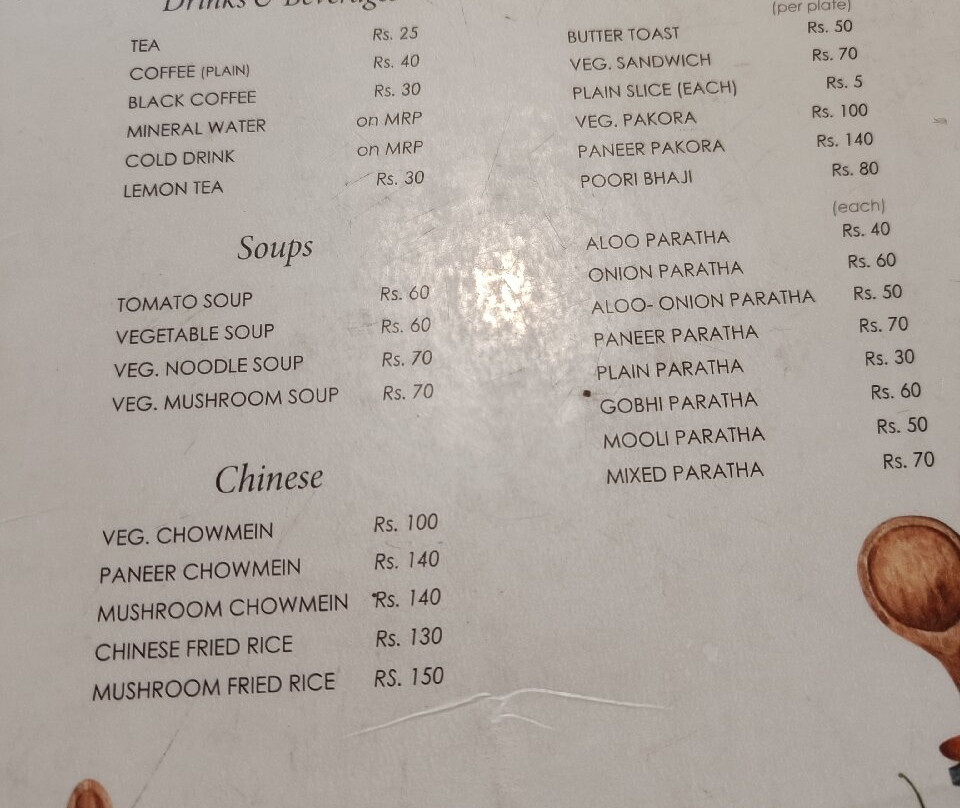 Drinks & Beverages
TEA Rs. 25
COFFEE (PLAIN) Rs. 40
BLACK COFFEE Rs. 30
MINERAL WATER on MRP
COLD DRINK on MRP
LEMON TEA Rs. 30
Soups
TOMATO SOUP Rs. 60
VEGETABLE SOUP Rs. 60
VEG. NOODLE SOUP Rs. 70
VEG. MUSHROOM SOUP Rs. 70
Chinese
VEG. CHOWMEIN Rs. 100
PANEER CHOWMEIN Rs. 140
MUSHROOM CHOWMEIN Rs. 140
CHINESE FRIED RICE Rs. 130
MUSHROOM FRIED RICE RS. 150
(per plate)
BUTTER TOAST Rs. 50
VEG. SANDWICH Rs. 70
PLAIN SLICE (EACH) Rs. 5
VEG. PAKORA Rs. 100
PANEER PAKORA Rs. 140
POORI BHAJI Rs. 80
(each)
ALOO PARATHA Rs. 40
ONION PARATHA Rs. 60
ALOO- ONION PARATHA Rs. 50
PANEER PARATHA Rs. 70
PLAIN PARATHA Rs. 30
GOBHI PARATHA Rs. 60
MOOLI PARATHA Rs. 50
MIXED PARATHA Rs. 70